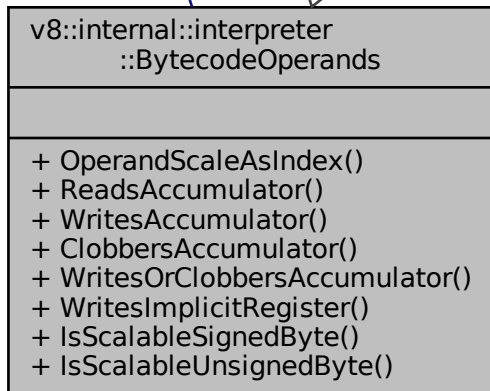 v8::internal::interpreter
::BytecodeOperands
+ OperandScaleAsIndex()
+ ReadsAccumulator()
+ WritesAccumulator()
+ ClobbersAccumulator()
+ WritesOrClobbersAccumulator()
+ WritesImplicitRegister()
+ IsScalableSignedByte()
+ IsScalableUnsignedByte()